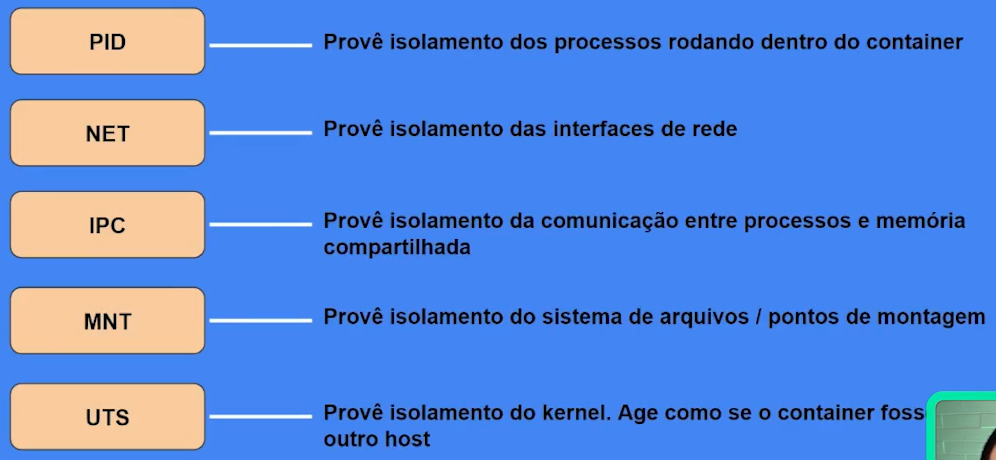 PID
Provê isolamento dos processos rodando dentro do container
NET
Provê isolamento das interfaces de rede
IPC
Provê isolamento da comunicação entre processos e memória
compartilhada
MNT
Provê isolamento do sistema de arquivos / pontos de montagem
UTS
Provê isolamento do kernel. Age como se o container foss
outro host